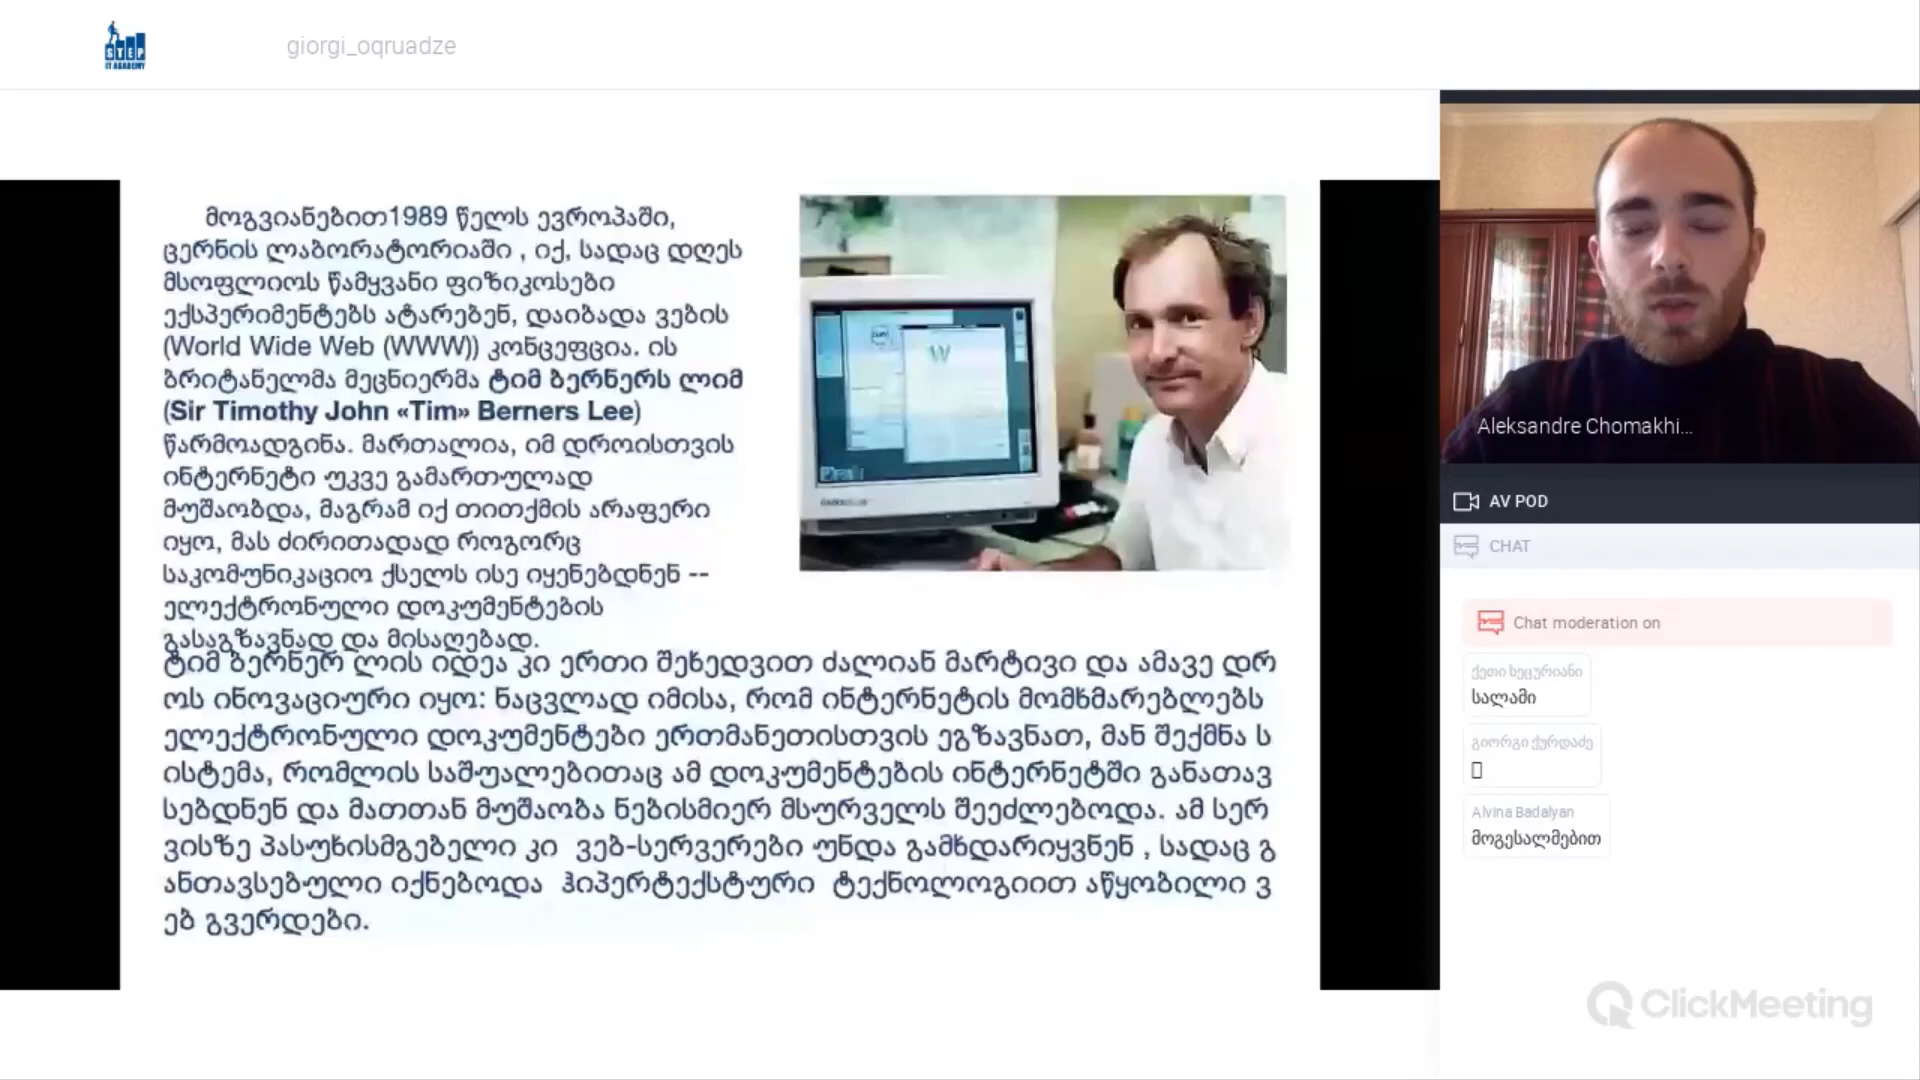 STEP
IT ACADEMY
giorgi_oqruadze
მოგვიანებით1989 წელს ევროპაში,
ცერნის ლაბორატორიაში , იქ, სადაც დღეს
მსოფლიოს წამყვანი ფიზიკოსები
ექსპერიმენტებს ატარებენ, დაიბადა ვების
(World Wide Web (WWW)) კონცეფცია. ის
ბრიტანელმა მეცნიერმა ტიმ ბერნერს ლიმ
(Sir Timothy John «Tim» Berners Lee)
წარმოადგინა. მართალია, იმ დროისთვის
ინტერნეტი უკვე გამართულად
მუშაობდა, მაგრამ იქ თითქმის არაფერი
იყო, მას ძირითადად როგორც
საკომუნიკაციო ქსელს ისე იყენებდნენ --
ელექტრონული დოკუმენტების
გასაგზავნად და მისაღებად.
ტიმ ბერნერ ლის იდეა კი ერთი შეხედვით ძალიან მარტივი და ამავე დრ
ოს ინოვაციური იყო: ნაცვლად იმისა, რომ ინტერნეტის მომხმარებლებს
ელექტრონული დოკუმენტები ერთმანეთისთვის ეგზავნათ, მან შექმნა ს
ისტემა, რომლის საშუალებითაც ამ დოკუმენტების ინტერნეტში განათავ
სებდნენ და მათთან მუშაობა ნებისმიერ მსურველს შეეძლებოდა. ამ სერ
ვისზე პასუხისმგებელი კი ვებ-სერვერები უნდა გამხდარიყვნენ , სადაც გ
ანთავსებული იქნებოდა ჰიპერტექსტური ტექნოლოგიით აწყობილი ვ
ებ გვერდები.
W
Aleksandre Chomakhi...
AV POD
CHAT
Chat moderation on
ქეთი ხეცურიანი
სალამი
გიორგი ქურდაძე
Alvina Badalyan
მოგესალმებით
ClickMeeting